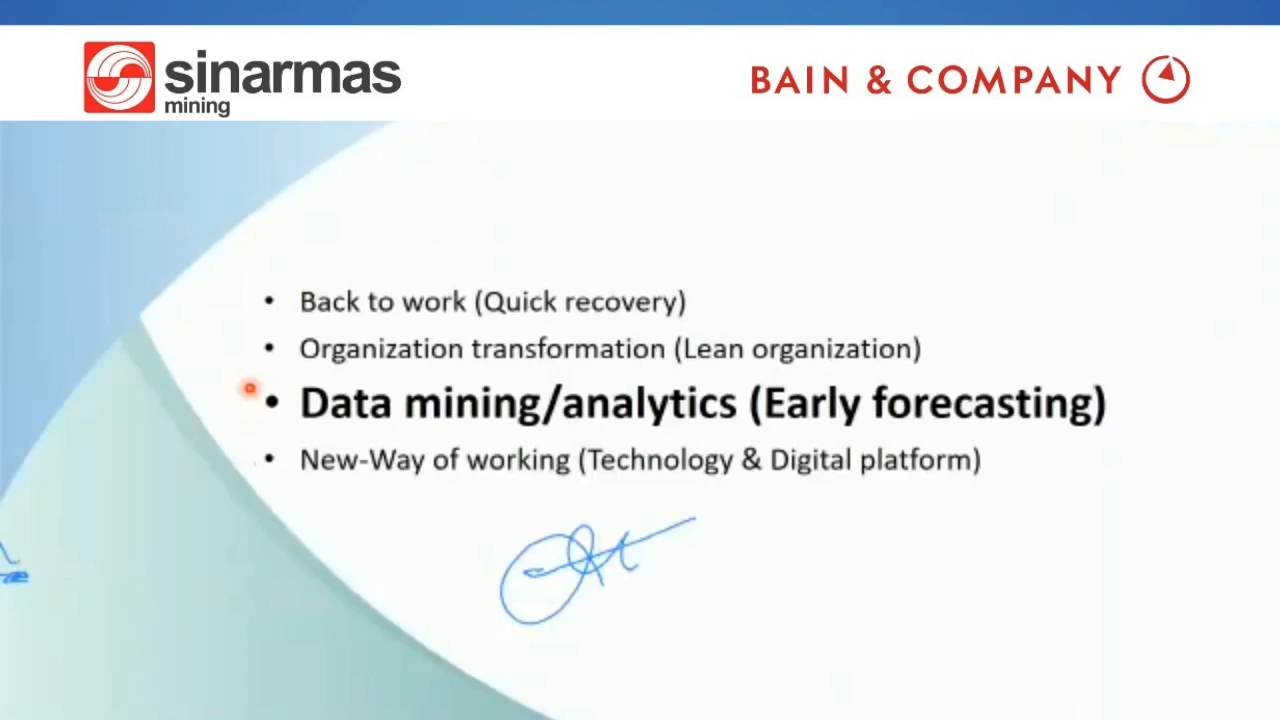 sinarmas
mining
BAIN & COMPANY
• Back to work (Quick recovery)
• Organization transformation (Lean organization)
• Data mining/analytics (Early forecasting)
• New-Way of working (Technology & Digital platform)